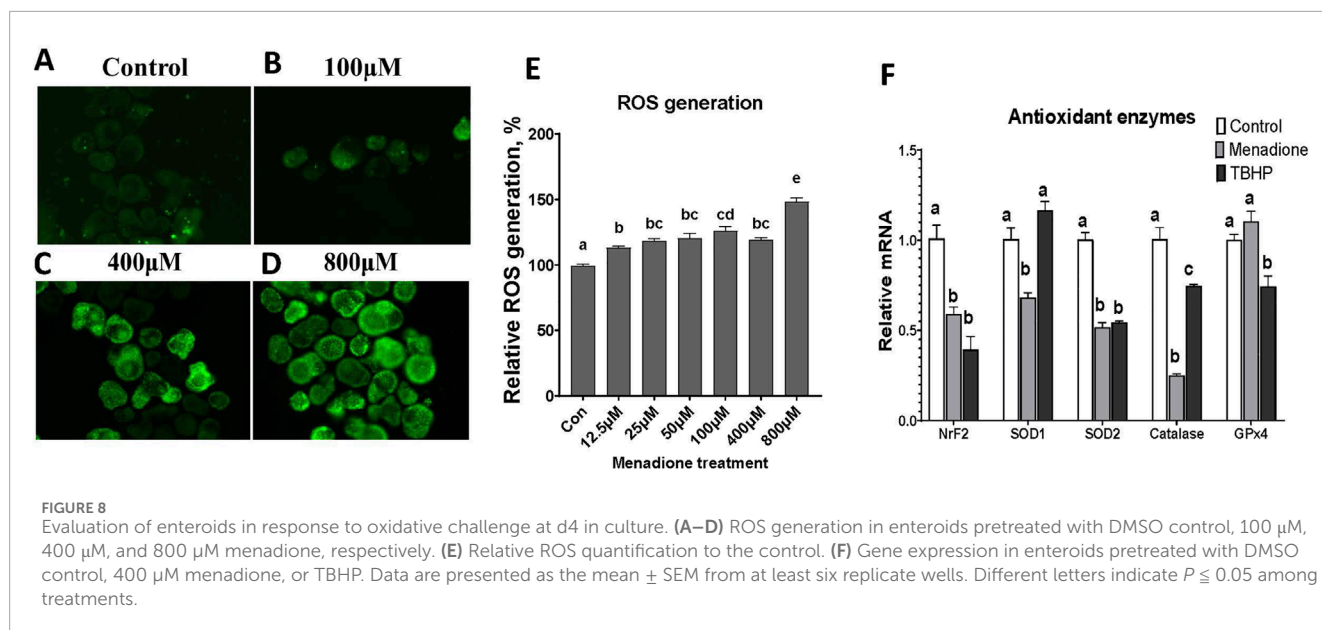 A
Control
B
100µM
C
400µM
D
800µM
E
ROS generation
Relative ROS generation, %
200
150
100
50
0
a
b
bc
bc
cd
bc
e
Con
12.5µM
25µM
50µM
100µM
400µM
800µM
Menadione treatment
F
Antioxidant enzymes
Control
Menadione
TBHP
Relative mRNA
1.5
1.0
0.5
0.0
a
b
b
a
b
a
a
b
b
a
b
c
a
a
b
NrF2
SOD1
SOD2
Catalase
GPx4
FIGURE 8
Evaluation of enteroids in response to oxidative challenge at d4 in culture. (A–D) ROS generation in enteroids pretreated with DMSO control, 100 µM,
400 µM, and 800 µM menadione, respectively. (E) Relative ROS quantification to the control. (F) Gene expression in enteroids pretreated with DMSO
control, 400 µM menadione, or TBHP. Data are presented as the mean ± SEM from at least six replicate wells. Different letters indicate P ≦ 0.05 among
treatments.